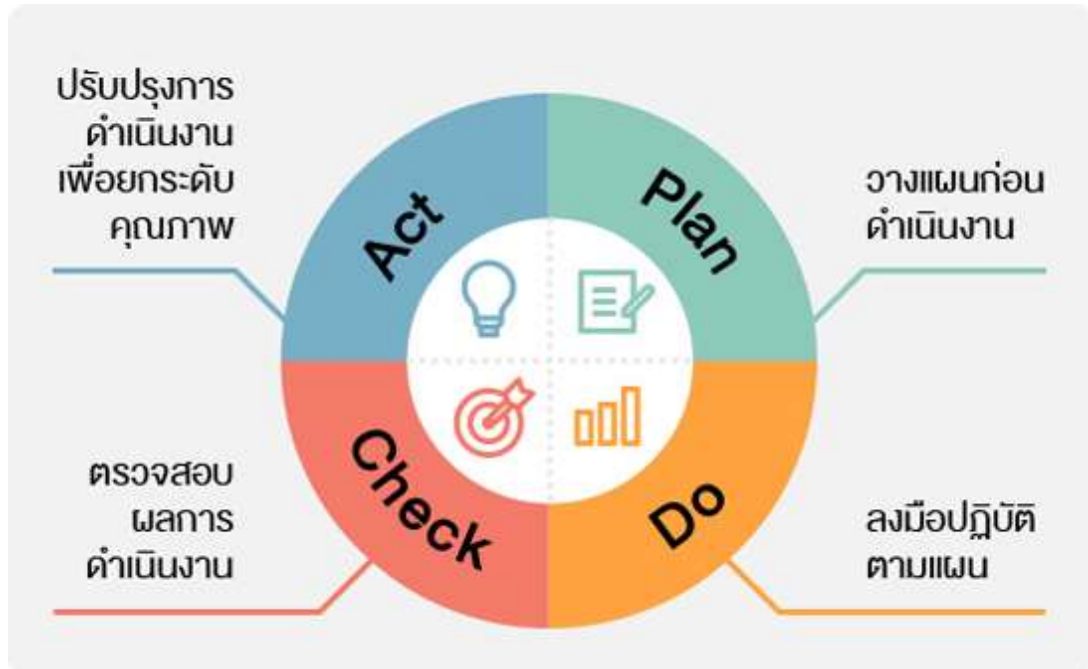 ปรับปรุงการ
ดำเนินงาน
เพื่อยกระดับ
คุณภาพ
Act
Plan
วางแผนก่อน
ดำเนินงาน
ตรวจสอบ
ผลการ
ดำเนินงาน
Check
Do
ลงมือปฏิบัติ
ตามแผน